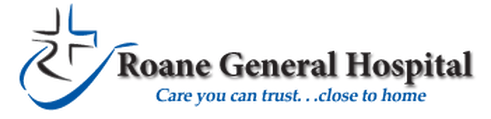 Roane General Hospital
Care you can trust. . .close to home